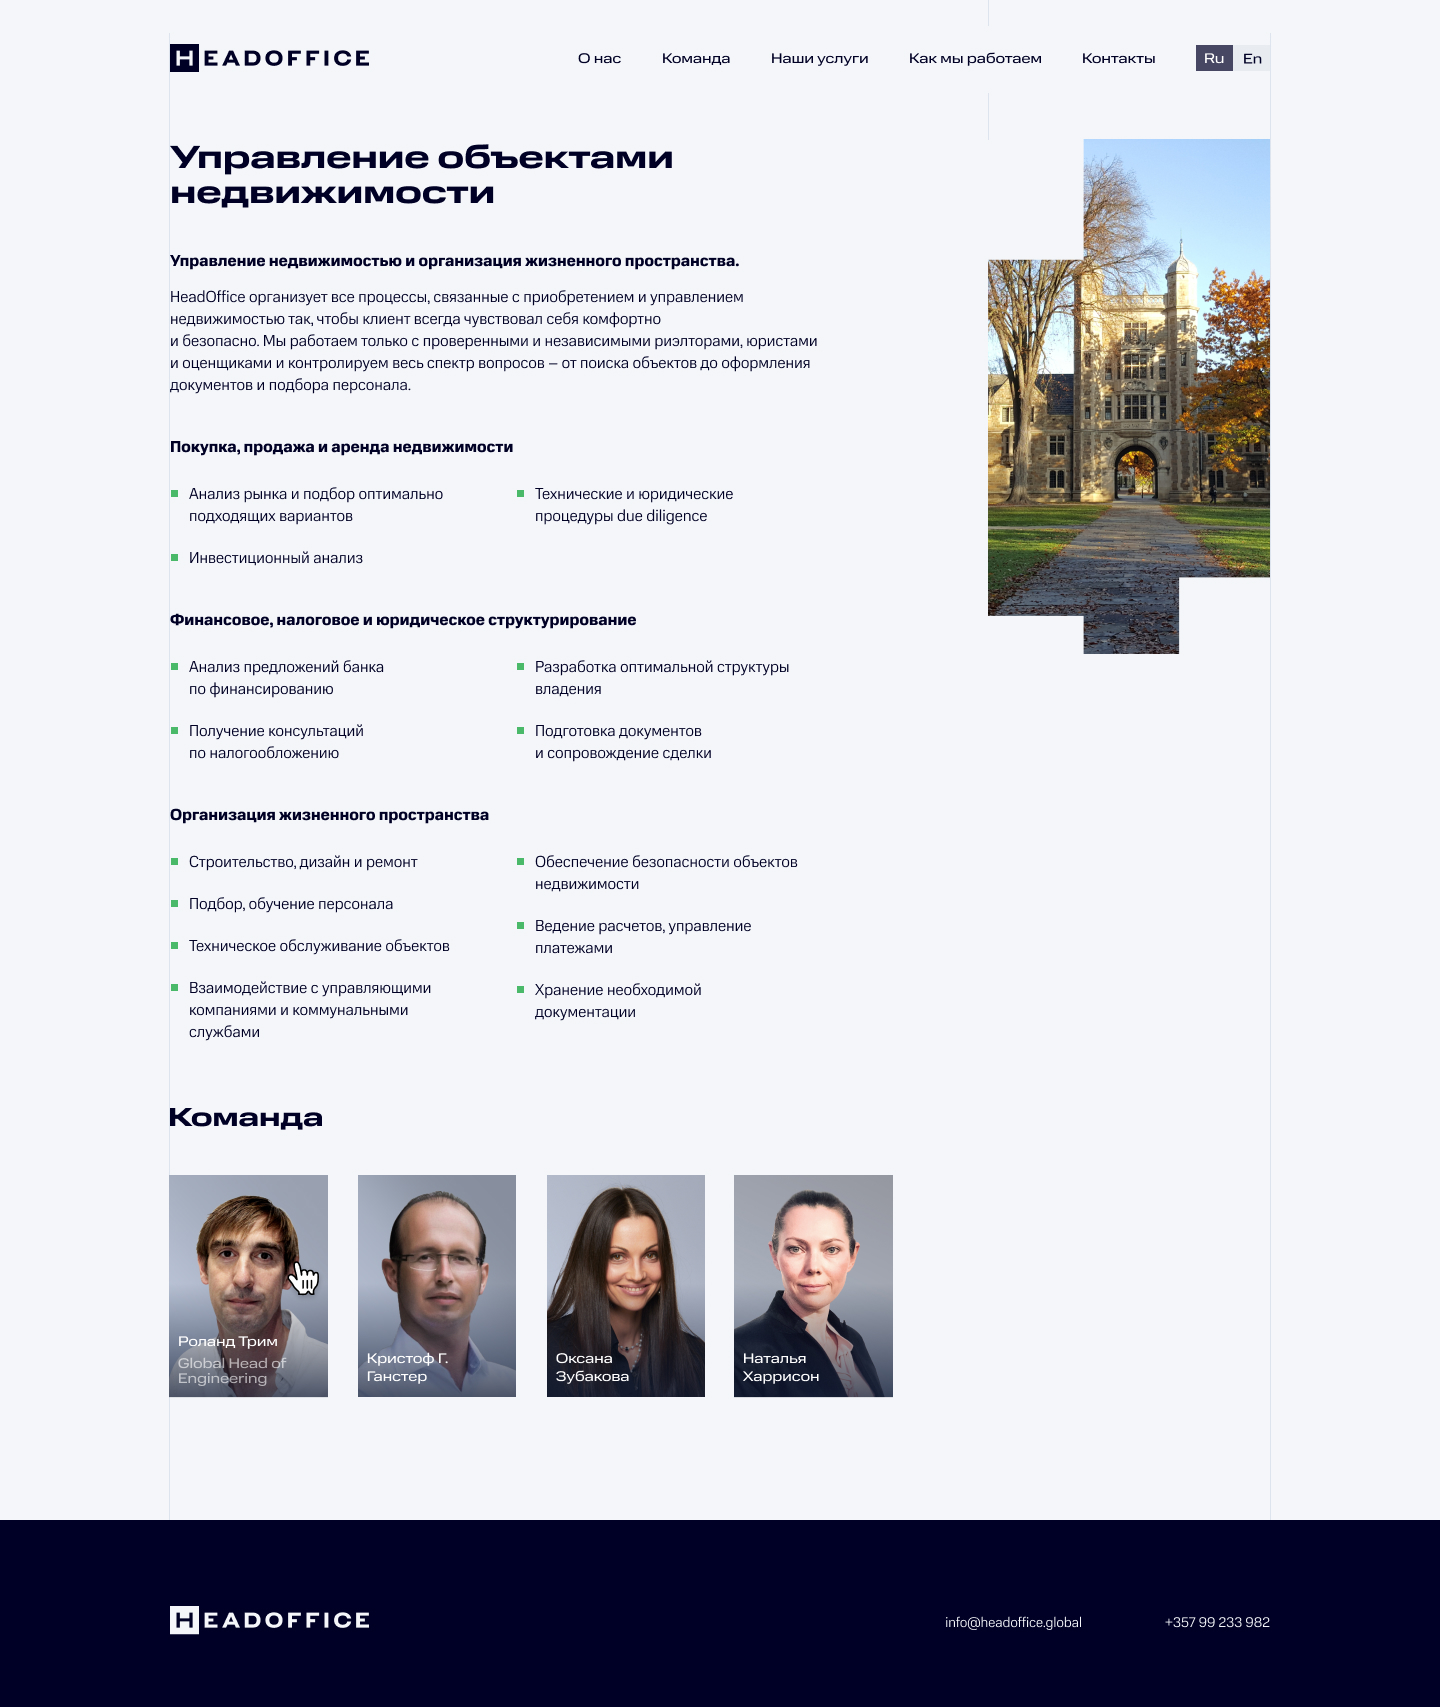 HEADOFFICE
О нас
Команда
Наши услуги
Как мы работаем
Контакты
Ru
En
Управление объектами
недвижимости
Управление недвижимостью и организация жизненного пространства.
HeadOffice организует все процессы, связанные с приобретением и управлением
недвижимостью так, чтобы клиент всегда чувствовал себя комфортно
и безопасно. Мы работаем только с проверенными и независимыми риэлторами, юристами
и оценщиками и контролируем весь спектр вопросов – от поиска объектов до оформления
документов и подбора персонала.
Покупка, продажа и аренда недвижимости
Анализ рынка и подбор оптимально
подходящих вариантов
Инвестиционный анализ
Технические и юридические
процедуры due diligence
Финансовое, налоговое и юридическое структурирование
Анализ предложений банка
по финансированию
Получение консультаций
по налогообложению
Разработка оптимальной структуры
владения
Подготовка документов
и сопровождение сделки
Организация жизненного пространства
Строительство, дизайн и ремонт
Подбор, обучение персонала
Техническое обслуживание объектов
Взаимодействие с управляющими
компаниями и коммунальными
службами
Обеспечение безопасности объектов
недвижимости
Ведение расчетов, управление
платежами
Хранение необходимой
документации
Команда
Роланд Трим
Global Head of
Engineering
Кристоф Г.
Ганстер
Оксана
Зубакова
Наталья
Харрисон
HEADOFFICE
info@headoffice.global
+357 99 233 982